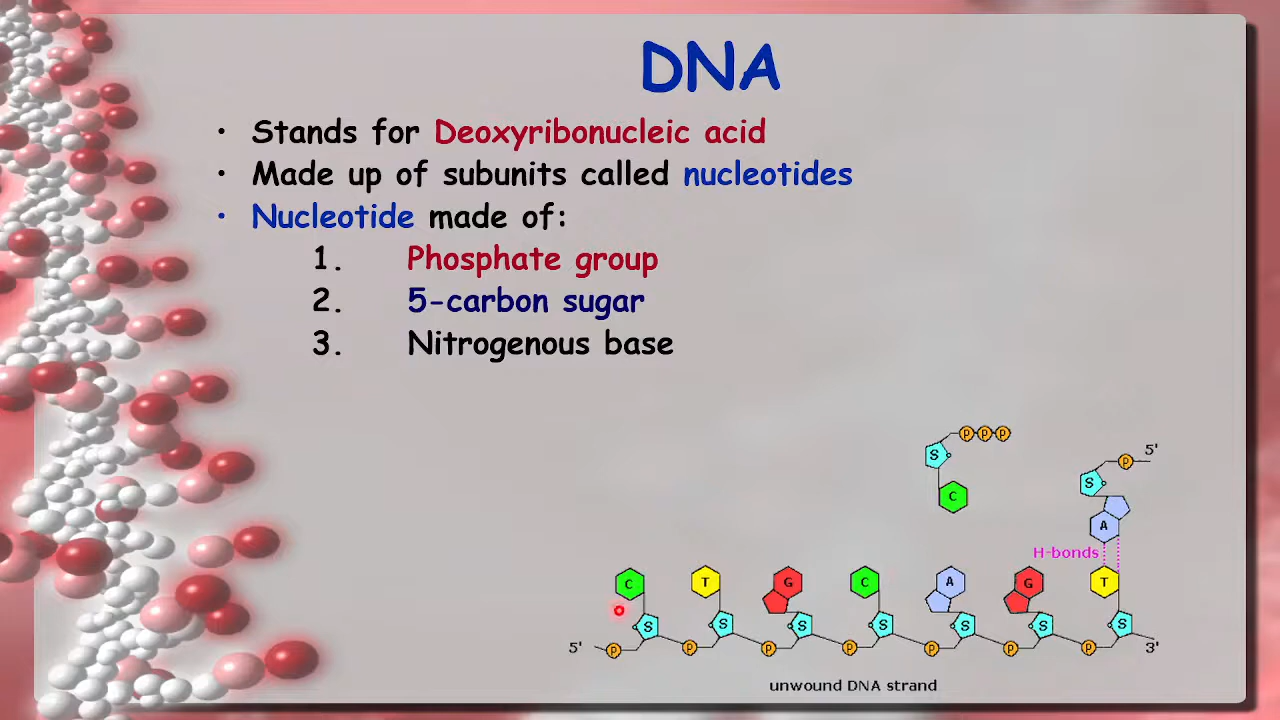 DNA
• Stands for Deoxyribonucleic acid
• Made up of subunits called nucleotides
• Nucleotide made of:
1. Phosphate group
2. 5-carbon sugar
3. Nitrogenous base
P P P
S
C
5'
P
S
A
H-bonds
C T G C A G T
S S S S S S S
5' P P P P P P P 3'
unwound DNA strand